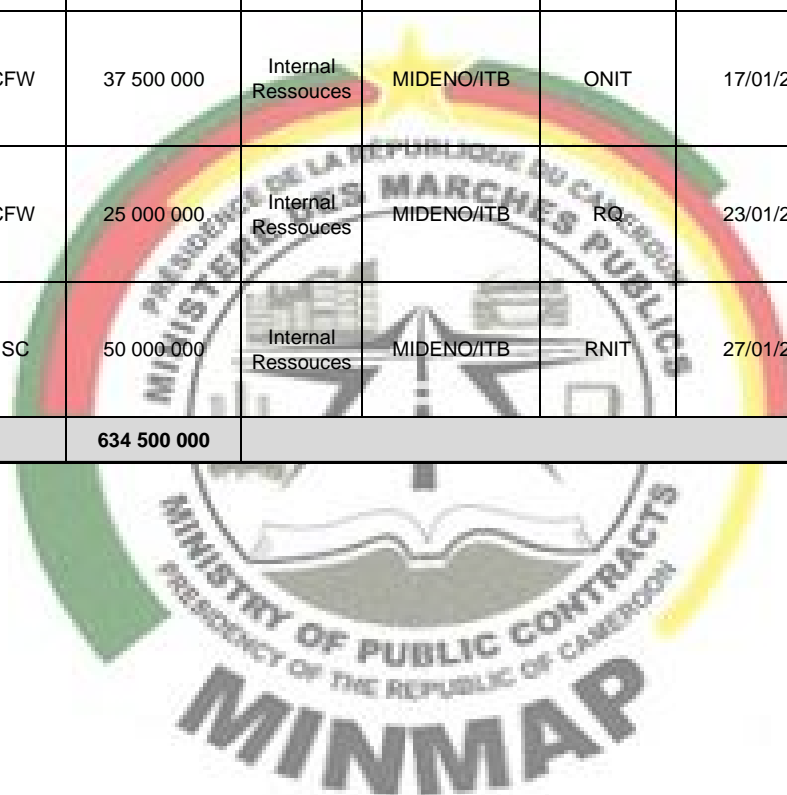 CFW 37 500 000 Internal Ressouces MIDENO/ITB ONIT 17/01/2
CFW 25 000 000 Internal Ressouces MIDENO/ITB RQ 23/01/2
SC 50 000 000 Internal Ressouces MIDENO/ITB RNIT 27/01/2
634 500 000
PRESIDENCE DE LA REPUBLIQUE DU CAMEROUN
MINISTERE DES MARCHES PUBLICS
MINISTRY OF PUBLIC CONTRACTS
PRESIDENCY OF THE REPUBLIC OF CAMEROON
MINMAP